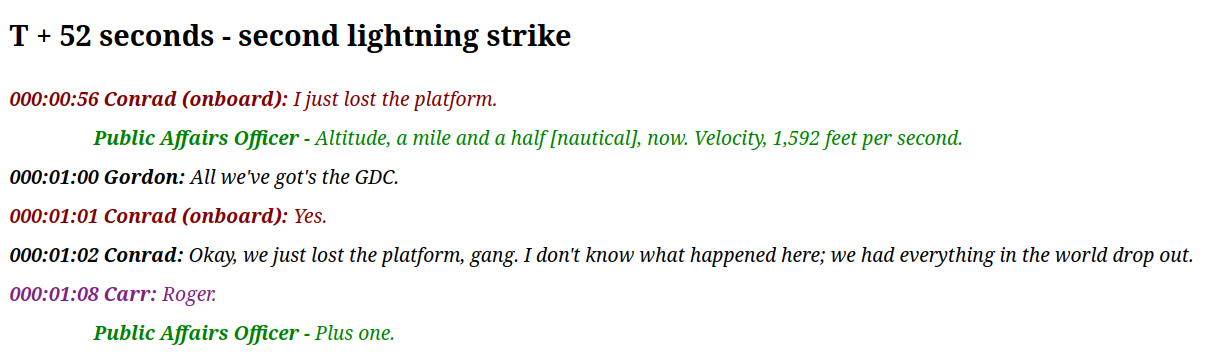 T + 52 seconds - second lightning strike
000:00:56 Conrad (onboard): I just lost the platform.
Public Affairs Officer - Altitude, a mile and a half [nautical], now. Velocity, 1,592 feet per second.
000:01:00 Gordon: All we've got's the GDC.
000:01:01 Conrad (onboard): Yes.
000:01:02 Conrad: Okay, we just lost the platform, gang. I don't know what happened here; we had everything in the world drop out.
000:01:08 Carr: Roger.
Public Affairs Officer - Plus one.